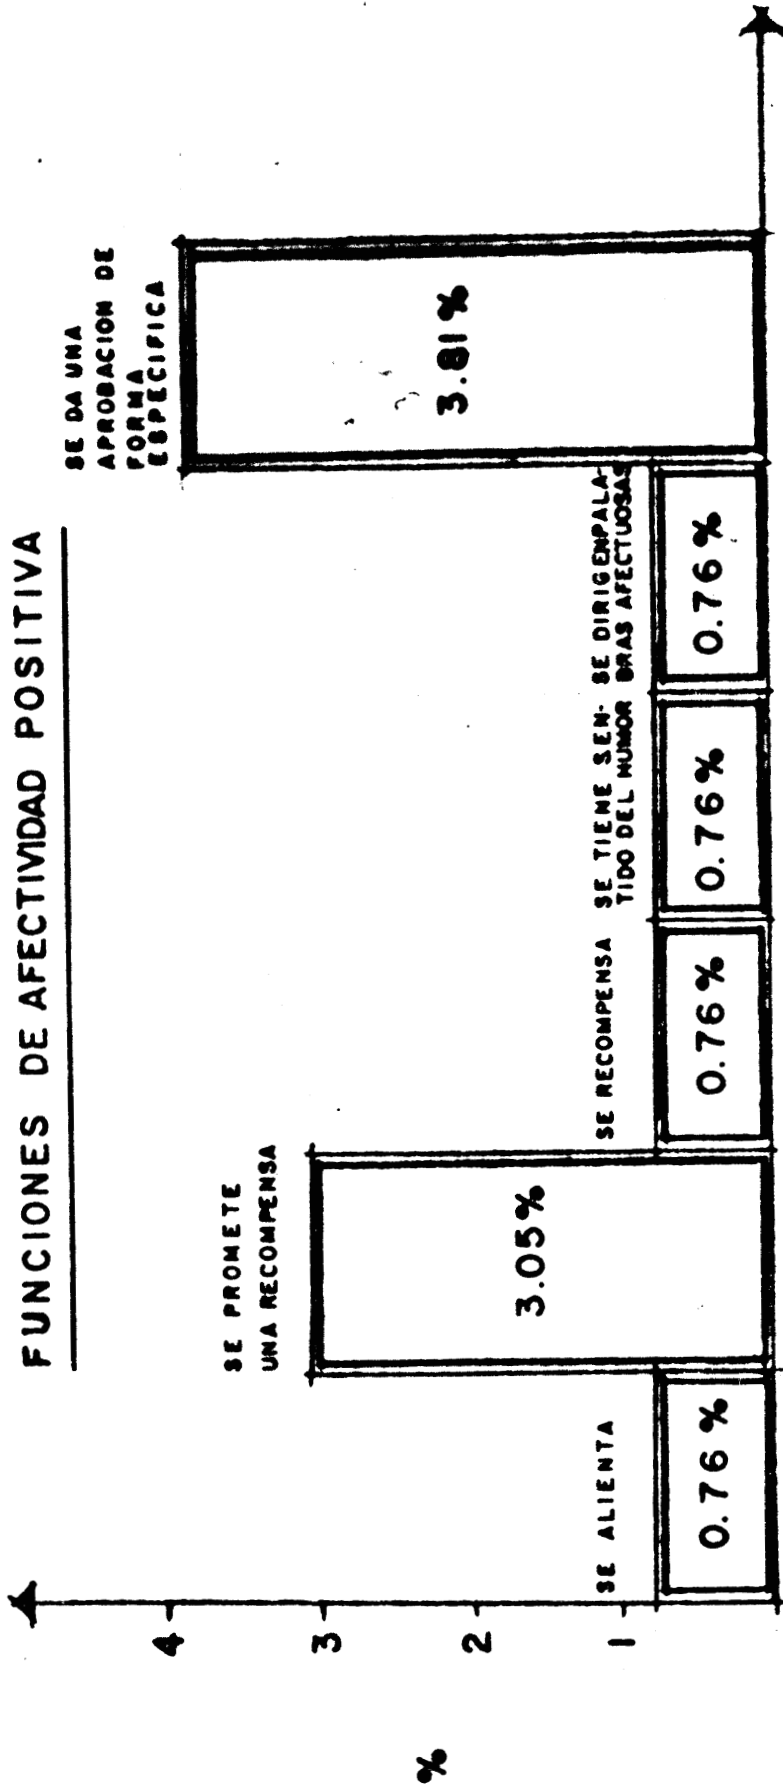 FUNCIONES DE AFECTIVIDAD POSITIVA
%
4
3
2
1
SE ALIENTA
0.76 %
SE PROMETE
UNA RECOMPENSA
3.05 %
SE RECOMPENSA
0.76 %
SE TIENE SEN-
TIDO DEL HUMOR
0.76 %
SE DIRIGEN PALA-
BRAS AFECTUOSAS
0.76 %
SE DA UNA
APROBACION DE
FORMA
ESPECIFICA
3.81 %